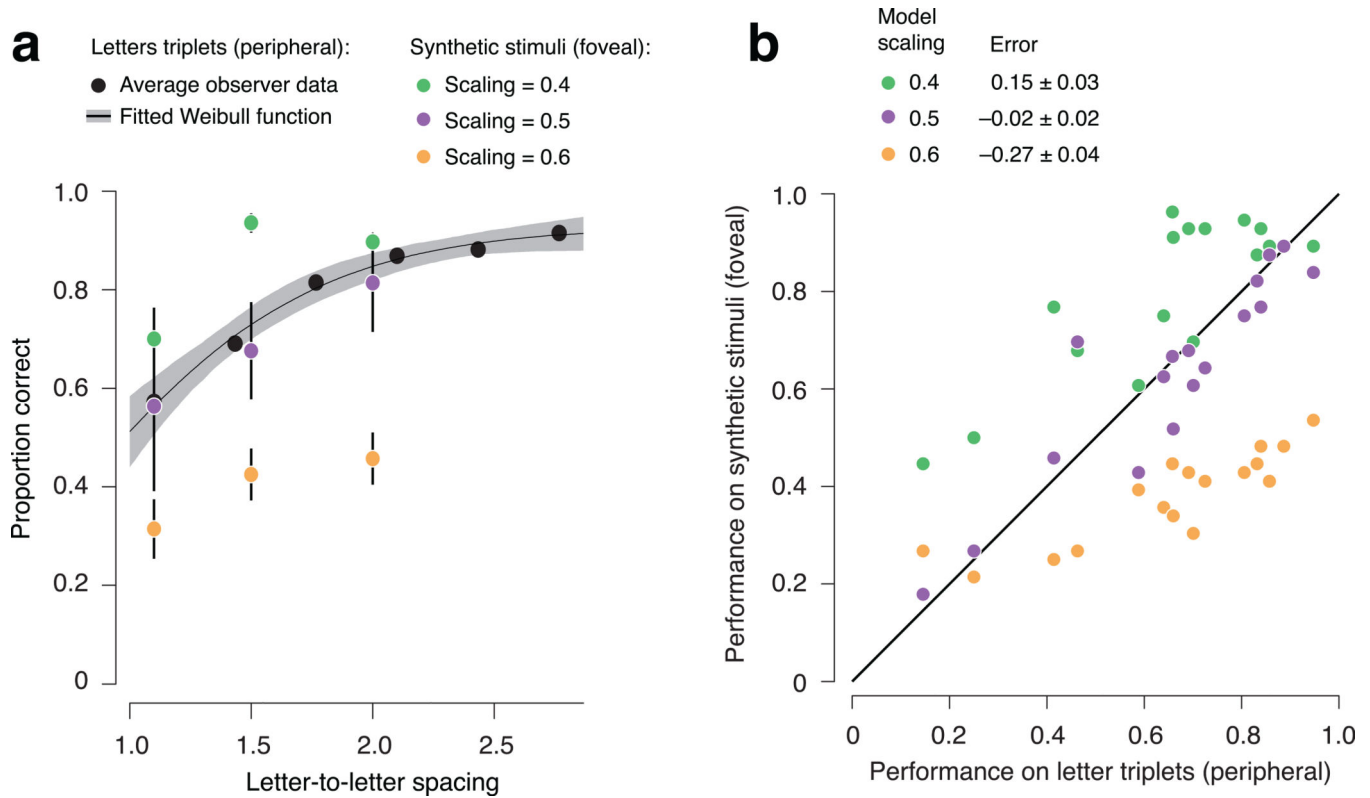 a
Letters triplets (peripheral):
Average observer data
Fitted Weibull function
Synthetic stimuli (foveal):
Scaling = 0.4
Scaling = 0.5
Scaling = 0.6
1.0
0.8
0.6
0.4
0.2
0
Proportion correct
1.0 1.5 2.0 2.5
Letter-to-letter spacing
b
Model
scaling Error
0.4 0.15 ± 0.03
0.5 −0.02 ± 0.02
0.6 −0.27 ± 0.04
1.0
0.8
0.6
0.4
0.2
0
Performance on synthetic stimuli (foveal)
0 0.2 0.4 0.6 0.8 1.0
Performance on letter triplets (peripheral)